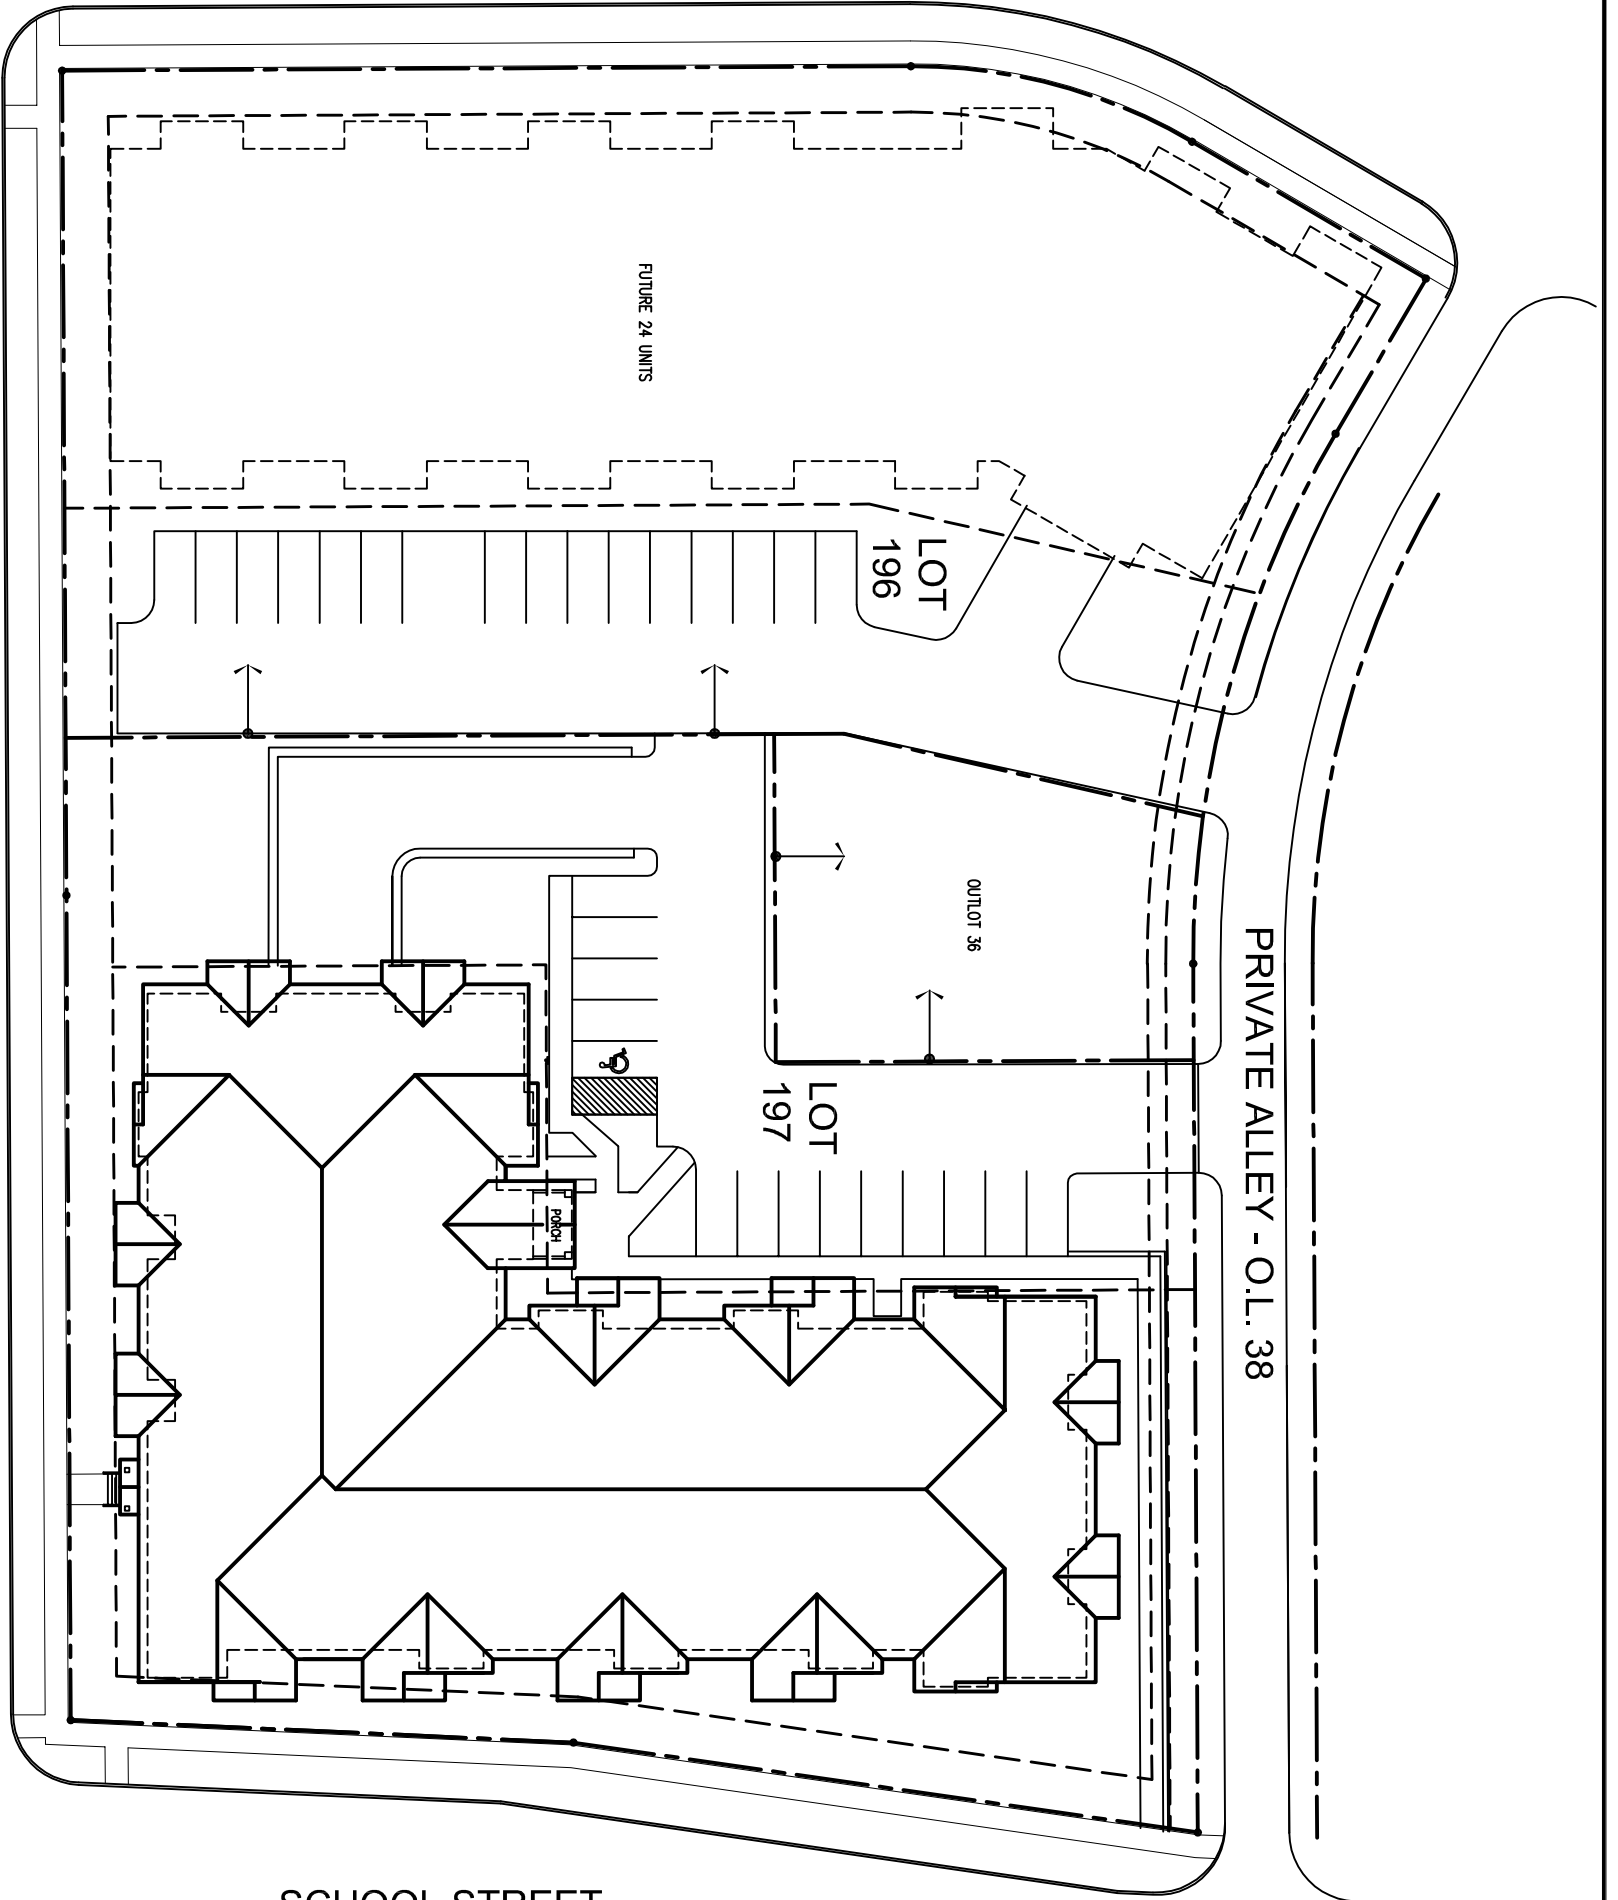 FUTURE 24 UNITS
LOT
196
OUTLOT 36
PRIVATE ALLEY - O.L. 38
LOT
197
PORCH
SCHOOL STREET